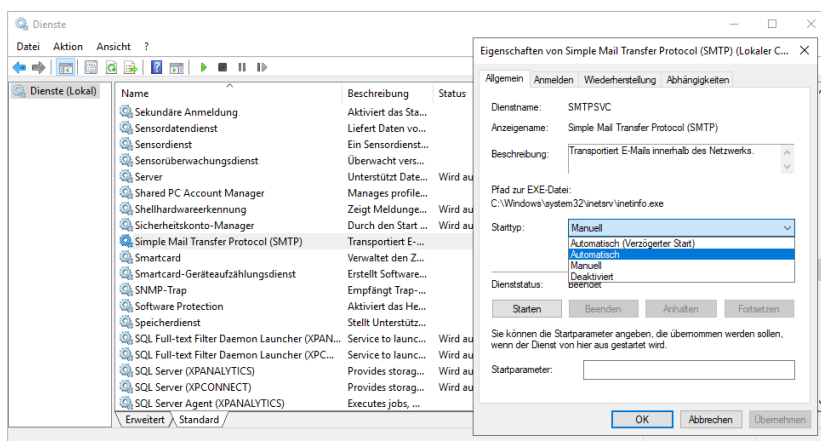 Dienste
Datei Aktion Ansicht ?
Dienste (Lokal)
Name Beschreibung Status
Sekundäre Anmeldung Aktiviert das Sta...
Sensordatendienst Liefert Daten vo...
Sensordienst Ein Sensordienst...
Sensorüberwachungsdienst Überwacht vers...
Server Unterstützt Date... Wird au
Shared PC Account Manager Manages profile...
Shellhardwareerkennung Zeigt Meldunge... Wird au
Sicherheitskonto-Manager Durch den Start ... Wird au
Simple Mail Transfer Protocol (SMTP) Transportiert E-...
Smartcard Verwaltet den Z...
Smartcard-Geräteaufzählungsdienst Erstellt Software...
SNMP-Trap Empfängt Trap-...
Software Protection Aktiviert das He...
Speicherdienst Stellt Unterstütz...
SQL Full-text Filter Daemon Launcher (XPAN... Service to launc... Wird au
SQL Full-text Filter Daemon Launcher (XPC... Service to launc... Wird au
SQL Server (XPANALYTICS) Provides storag... Wird au
SQL Server (XPCONNECT) Provides storag... Wird au
SQL Server Agent (XPANALYTICS) Executes jobs, ...
Erweitert Standard
Eigenschaften von Simple Mail Transfer Protocol (SMTP) (Lokaler C...
Allgemein Anmelden Wiederherstellung Abhängigkeiten
Dienstname: SMTPSVC
Anzeigename: Simple Mail Transfer Protocol (SMTP)
Beschreibung: Transportiert E-Mails innerhalb des Netzwerks.
Pfad zur EXE-Datei:
C:\Windows\system32\inetsrv\inetinfo.exe
Starttyp: Manuell
Automatisch (Verzögerter Start)
Automatisch
Manuell
Deaktiviert
Dienststatus: Beendet
Starten Beenden Anhalten Fortsetzen
Sie können die Startparameter angeben, die übernommen werden sollen,
wenn der Dienst von hier aus gestartet wird.
Startparameter:
OK Abbrechen Übernehmen